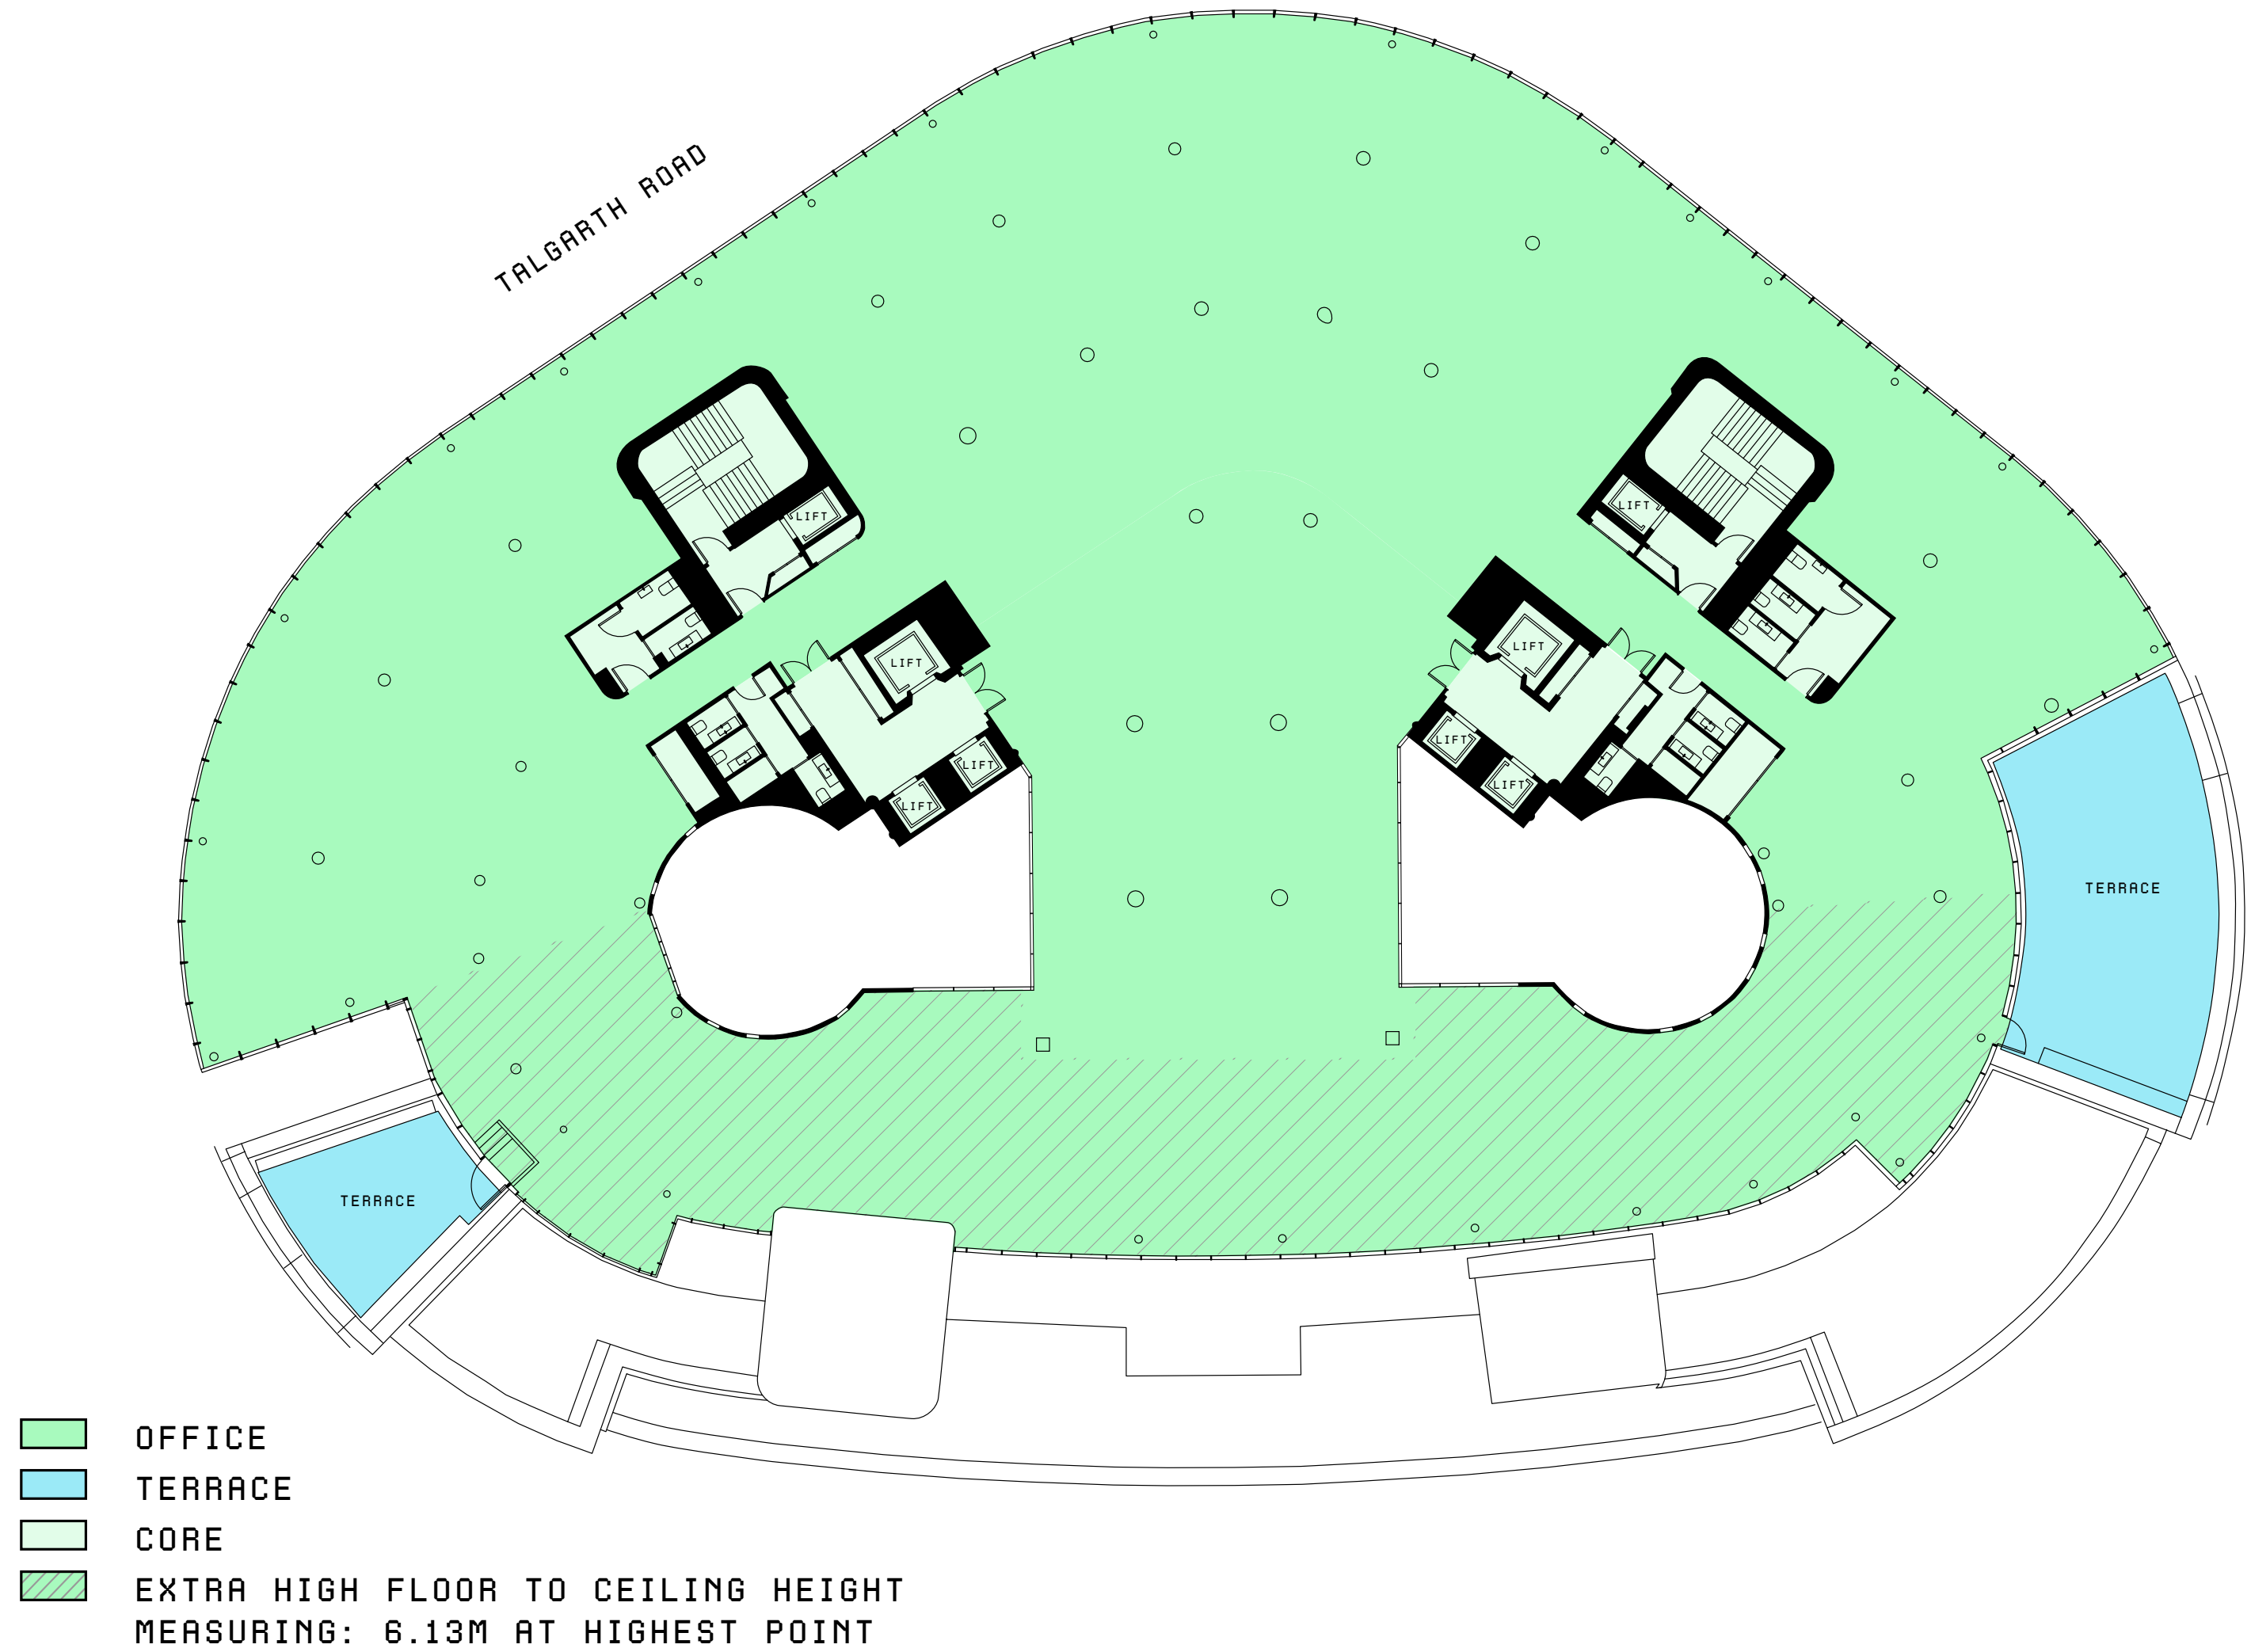 TALGARTH ROAD
LIFT
LIFT
LIFT
LIFT
LIFT
LIFT
LIFT
LIFT
TERRACE
TERRACE
OFFICE
TERRACE
CORE
EXTRA HIGH FLOOR TO CEILING HEIGHT
MEASURING: 6.13M AT HIGHEST POINT